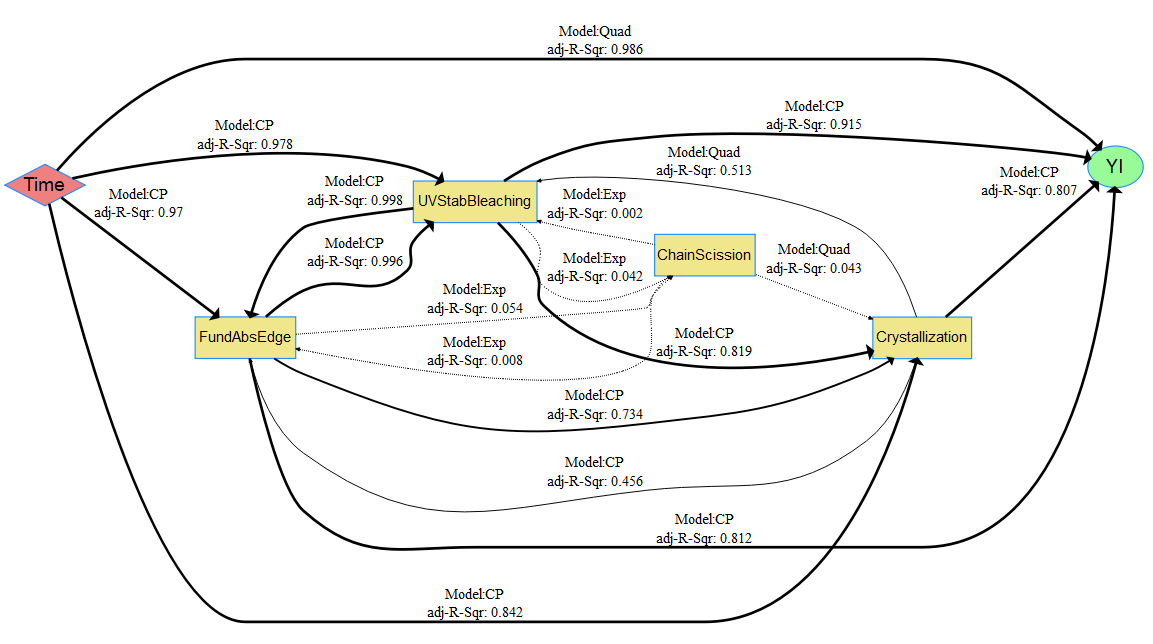 Model:Quad
adj-R-Sqr: 0.986
Model:CP
adj-R-Sqr: 0.915
Model:CP
adj-R-Sqr: 0.978
Model:Quad
adj-R-Sqr: 0.513
YI
Model:CP
adj-R-Sqr: 0.807
Time
Model:CP
adj-R-Sqr: 0.97
Model:CP
adj-R-Sqr: 0.998
UVStabBleaching
Model:Exp
adj-R-Sqr: 0.002
Model:CP
adj-R-Sqr: 0.996
ChainScission
Model:Quad
adj-R-Sqr: 0.043
Model:Exp
adj-R-Sqr: 0.042
Model:Exp
adj-R-Sqr: 0.054
FundAbsEdge
Model:CP
adj-R-Sqr: 0.819
Crystallization
Model:Exp
adj-R-Sqr: 0.008
Model:CP
adj-R-Sqr: 0.734
Model:CP
adj-R-Sqr: 0.456
Model:CP
adj-R-Sqr: 0.812
Model:CP
adj-R-Sqr: 0.842